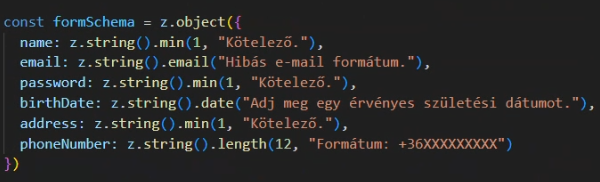 const formSchema = z.object({
name: z.string().min(1, "Kötelező."),
email: z.string().email("Hibás e-mail formátum."),
password: z.string().min(1, "Kötelező."),
birthDate: z.string().date("Adj meg egy érvényes születési dátumot."),
address: z.string().min(1, "Kötelező."),
phoneNumber: z.string().length(12, "Formátum: +36XXXXXXXXX")
})